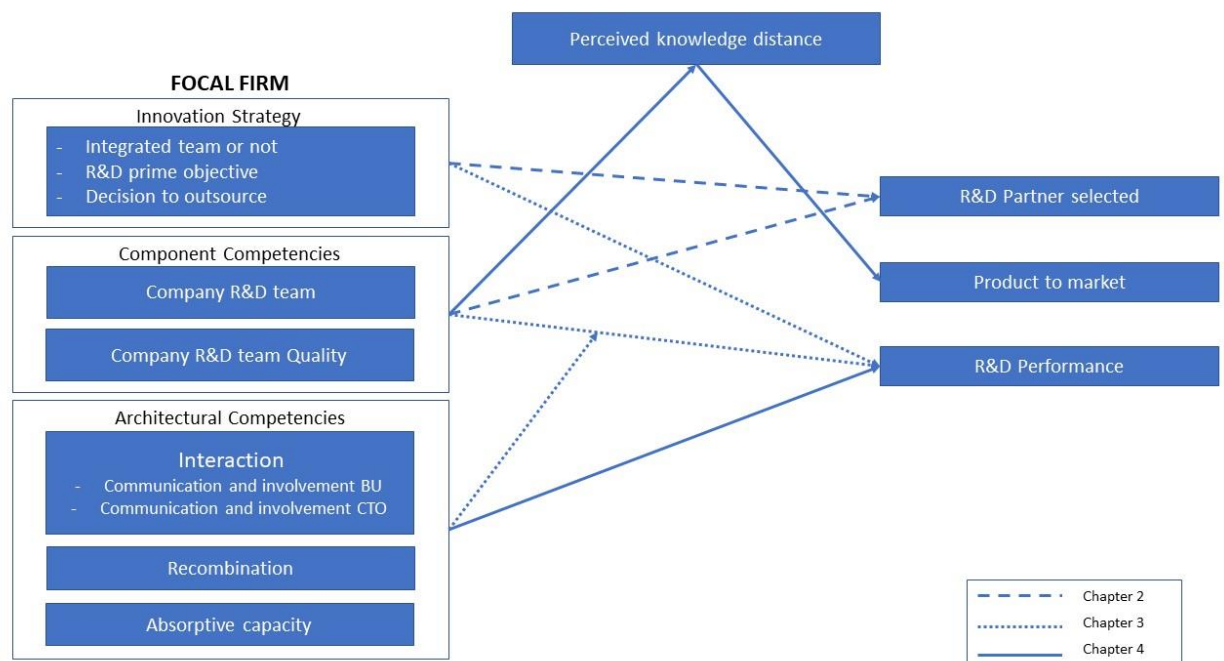 Perceived knowledge distance
FOCAL FIRM
Innovation Strategy
- Integrated team or not
- R&D prime objective
- Decision to outsource
Component Competencies
Company R&D team
Company R&D team Quality
Architectural Competencies
Interaction
- Communication and involvement BU
- Communication and involvement CTO
Recombination
Absorptive capacity
R&D Partner selected
Product to market
R&D Performance
Chapter 2
Chapter 3
Chapter 4